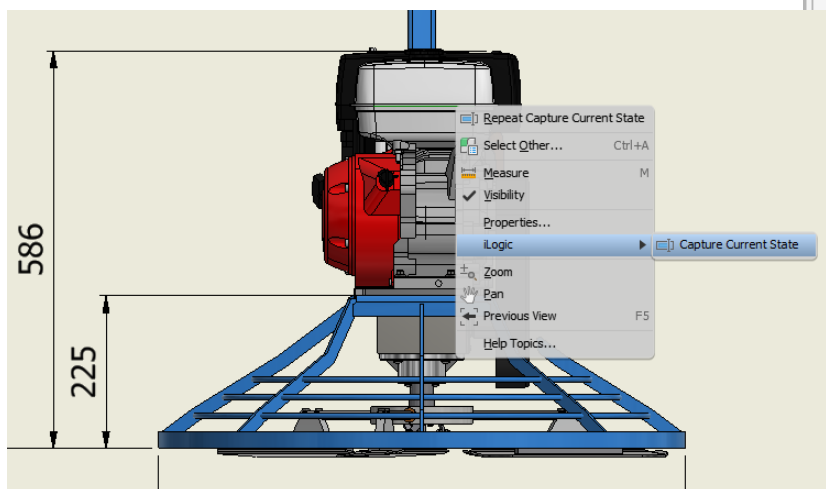 586
225
Repeat Capture Current State
Select Other... Ctrl+A
Measure M
Visibility
Properties...
iLogic
Capture Current State
Zoom
Pan
Previous View F5
Help Topics...